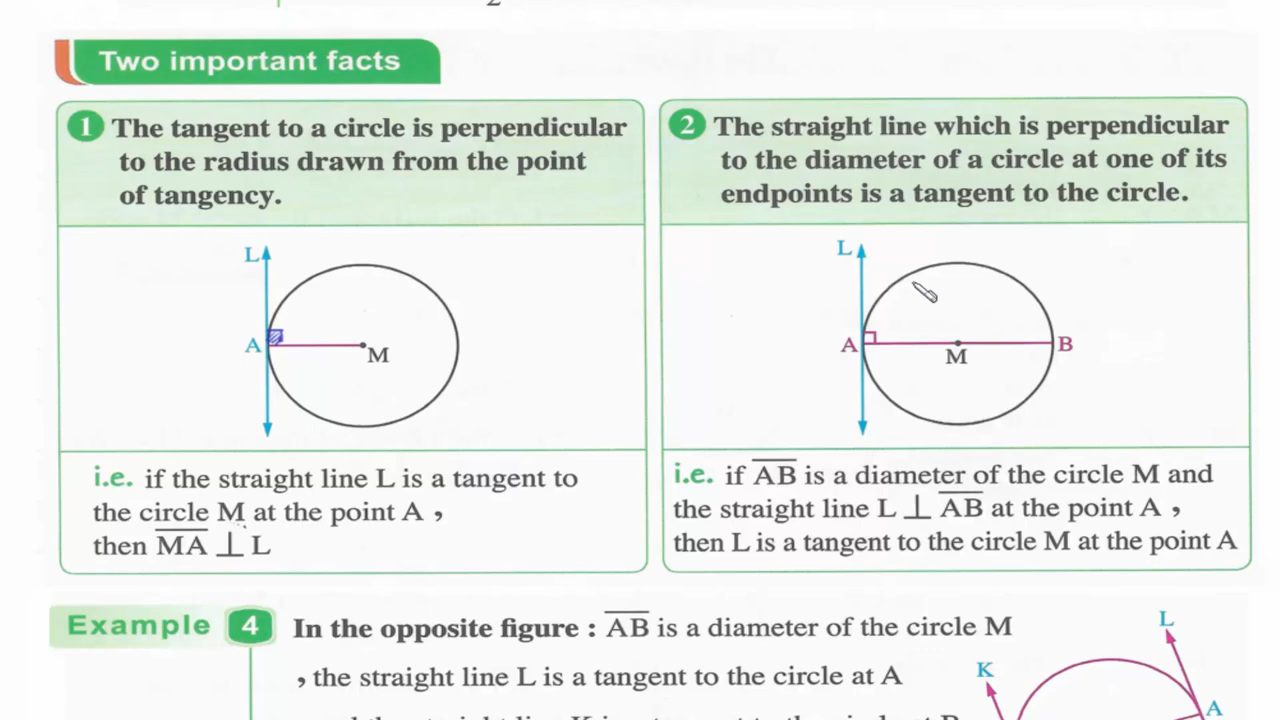 Two important facts
1 The tangent to a circle is perpendicular
to the radius drawn from the point
of tangency.
L
A
M
i.e. if the straight line L is a tangent to
the circle M at the point A ,
then M̅A̅ ⊥ L
2 The straight line which is perpendicular
to the diameter of a circle at one of its
endpoints is a tangent to the circle.
L
A
M
B
i.e. if A̅B̅ is a diameter of the circle M and
the straight line L ⊥ A̅B̅ at the point A ,
then L is a tangent to the circle M at the point A
Example 4 In the opposite figure : A̅B̅ is a diameter of the circle M
, the straight line L is a tangent to the circle at A
L
K
A